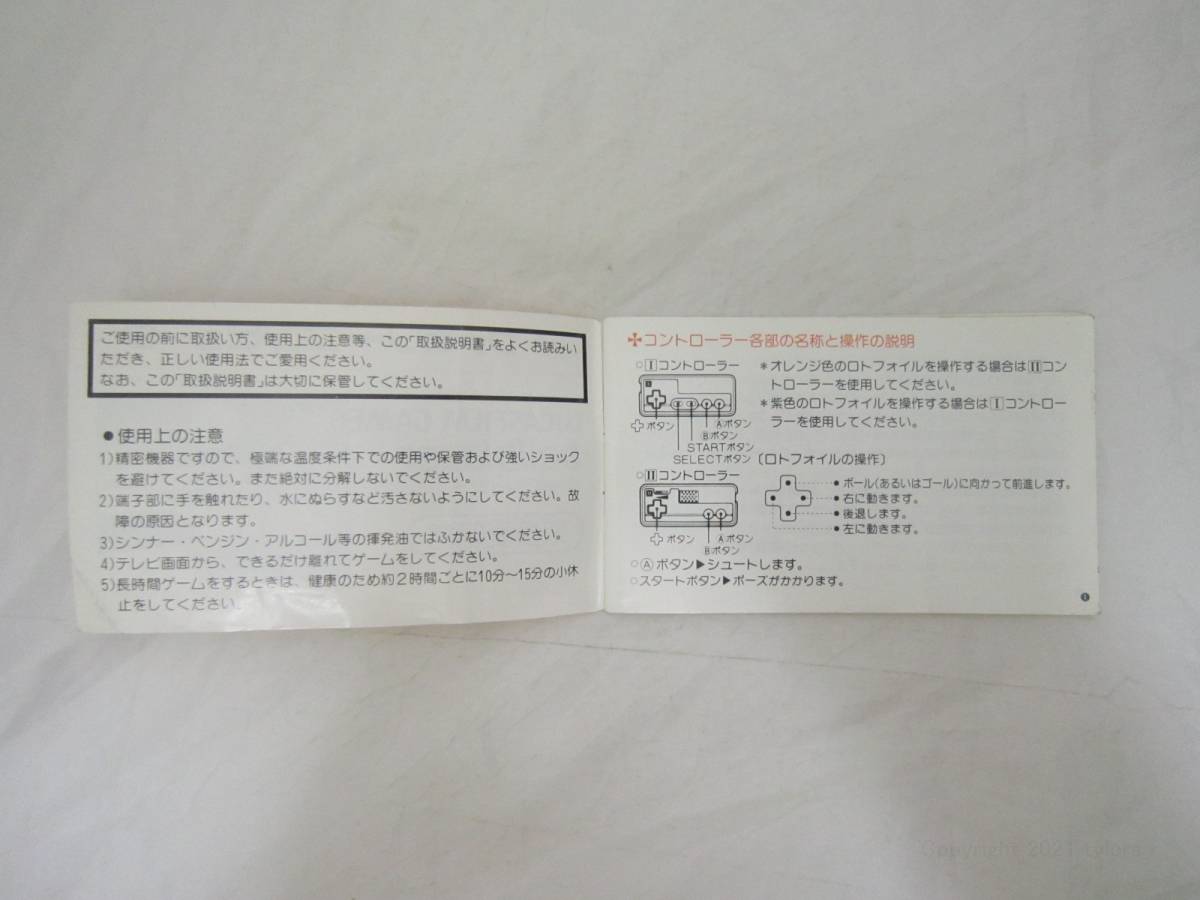 ご使用の前に取扱い方、使用上の注意等、この「取扱説明書」をよくお読みい
ただき、正しい使用法でご愛用ください。
なお、この「取扱説明書」は大切に保管してください。
●使用上の注意
1)精密機器ですので、極端な温度条件下での使用や保管および強いショック
を避けてください。また絶対に分解しないでください。
2)端子部に手を触れたり、水にぬらすなど汚さないようにしてください。故
障の原因となります。
3)シンナー・ベンジン・アルコール等の揮発油ではふかないでください。
4)テレビ画面から、できるだけ離れてゲームをしてください。
5)長時間ゲームをするときは、健康のため約2時間ごとに10分〜15分の小休
止をしてください。
コントローラー各部の名称と操作の説明
○Ⅰコントローラー
Aボタン
Bボタン
STARTボタン
SELECTボタン
✚ボタン
○Ⅱコントローラー
✚ボタン
Aボタン
Bボタン
*オレンジ色のロトフォイルを操作する場合はⅡコン
トローラーを使用してください。
*紫色のロトフォイルを操作する場合はⅠコントロー
ラーを使用してください。
〔ロトフォイルの操作〕
●ボール(あるいはゴール)に向かって前進します。
●右に動きます。
●後退します。
●左に動きます。
○Ⓐボタン▶シュートします。
○スタートボタン▶ポーズがかかります。
1
Copyright 2021